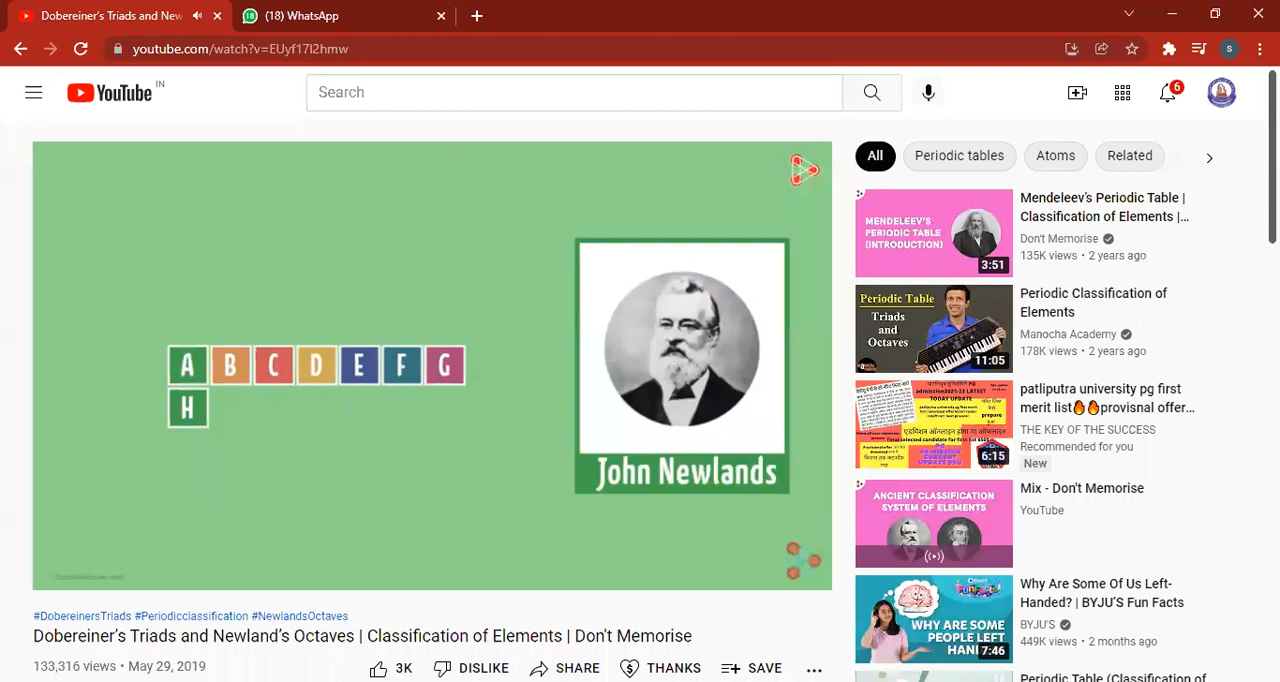 Dobereiner's Triads and New
(18) WhatsApp
youtube.com/watch?v=EUyf17I2hmw
S
YouTube IN
Search
6
A B C D E F G
H
John Newlands
#DobereinersTriads #Periodicclassification #NewlandsOctaves
Dobereiner's Triads and Newland's Octaves | Classification of Elements | Don't Memorise
133,316 views • May 29, 2019
3K
DISLIKE
SHARE
THANKS
SAVE
All
Periodic tables
Atoms
Related
MENDELEEV'S
PERIODIC TABLE
(INTRODUCTION)
3:51
Mendeleev's Periodic Table |
Classification of Elements |...
Don't Memorise
135K views • 2 years ago
Periodic Table
Triads
and
Octaves
11:05
Periodic Classification of
Elements
Manocha Academy
178K views • 2 years ago
6:15
patliputra university pg first
merit list🔥🔥provisnal offer...
THE KEY OF THE SUCCESS
Recommended for you
New
ANCIENT CLASSIFICATION
SYSTEM OF ELEMENTS
Mix - Don't Memorise
YouTube
WHY ARE SOME
PEOPLE LEFT
7:46
Why Are Some Of Us Left-
Handed? | BYJU'S Fun Facts
BYJU'S
449K views • 2 months ago
Periodic Table (Classification of